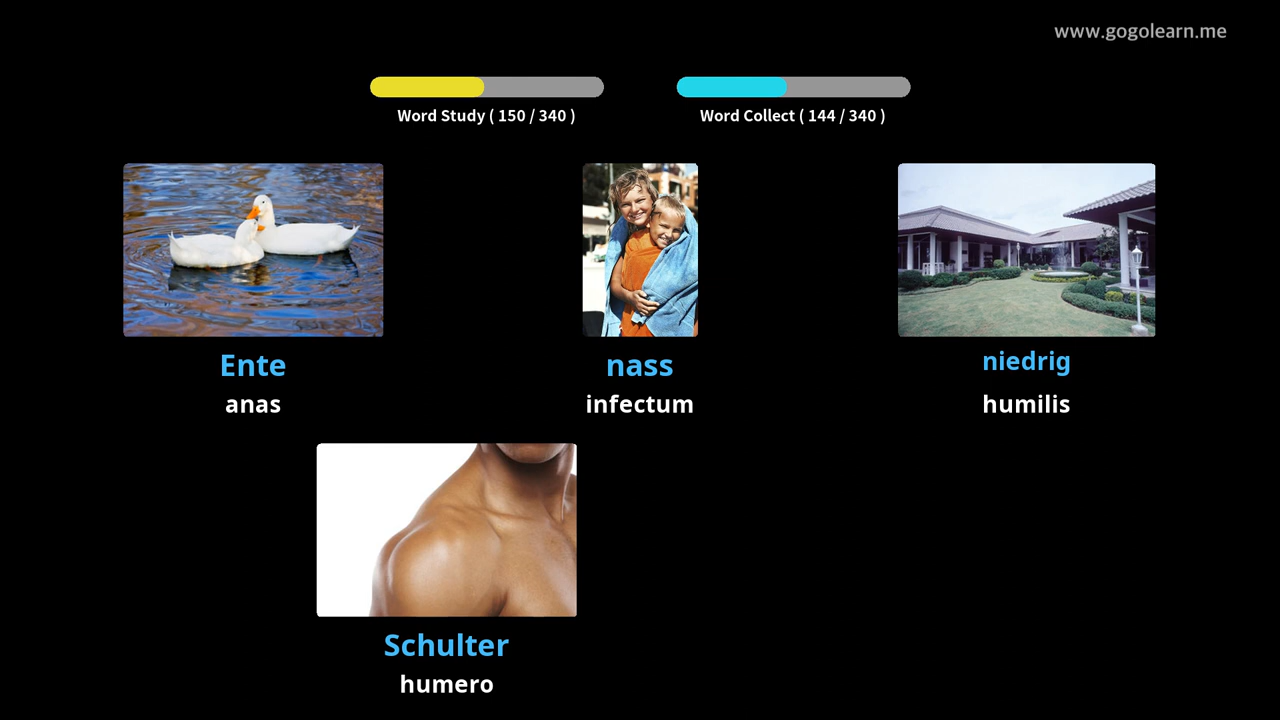 www.gogolearn.me
Word Study ( 150 / 340 )
Word Collect ( 144 / 340 )
Ente
anas
nass
infectum
niedrig
humilis
Schulter
humero